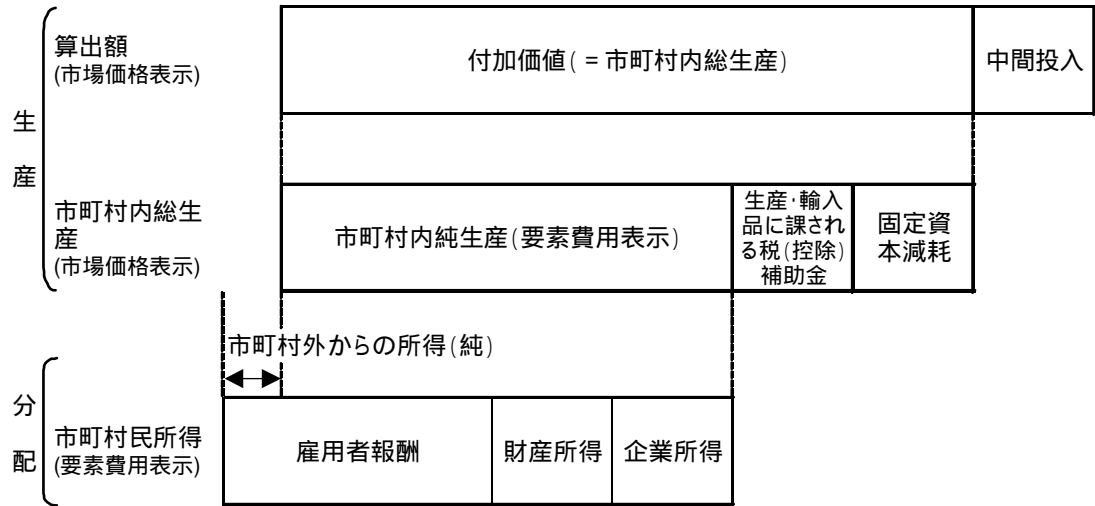 生産
算出額
(市場価格表示)
付加価値(=市町村内総生産)
中間投入
市町村内総生
産
(市場価格表示)
市町村内純生産(要素費用表示)
生産・輸入
品に課され
る税(控除)
補助金
固定資
本減耗
市町村外からの所得(純)
分配
市町村民所得
(要素費用表示)
雇用者報酬
財産所得
企業所得